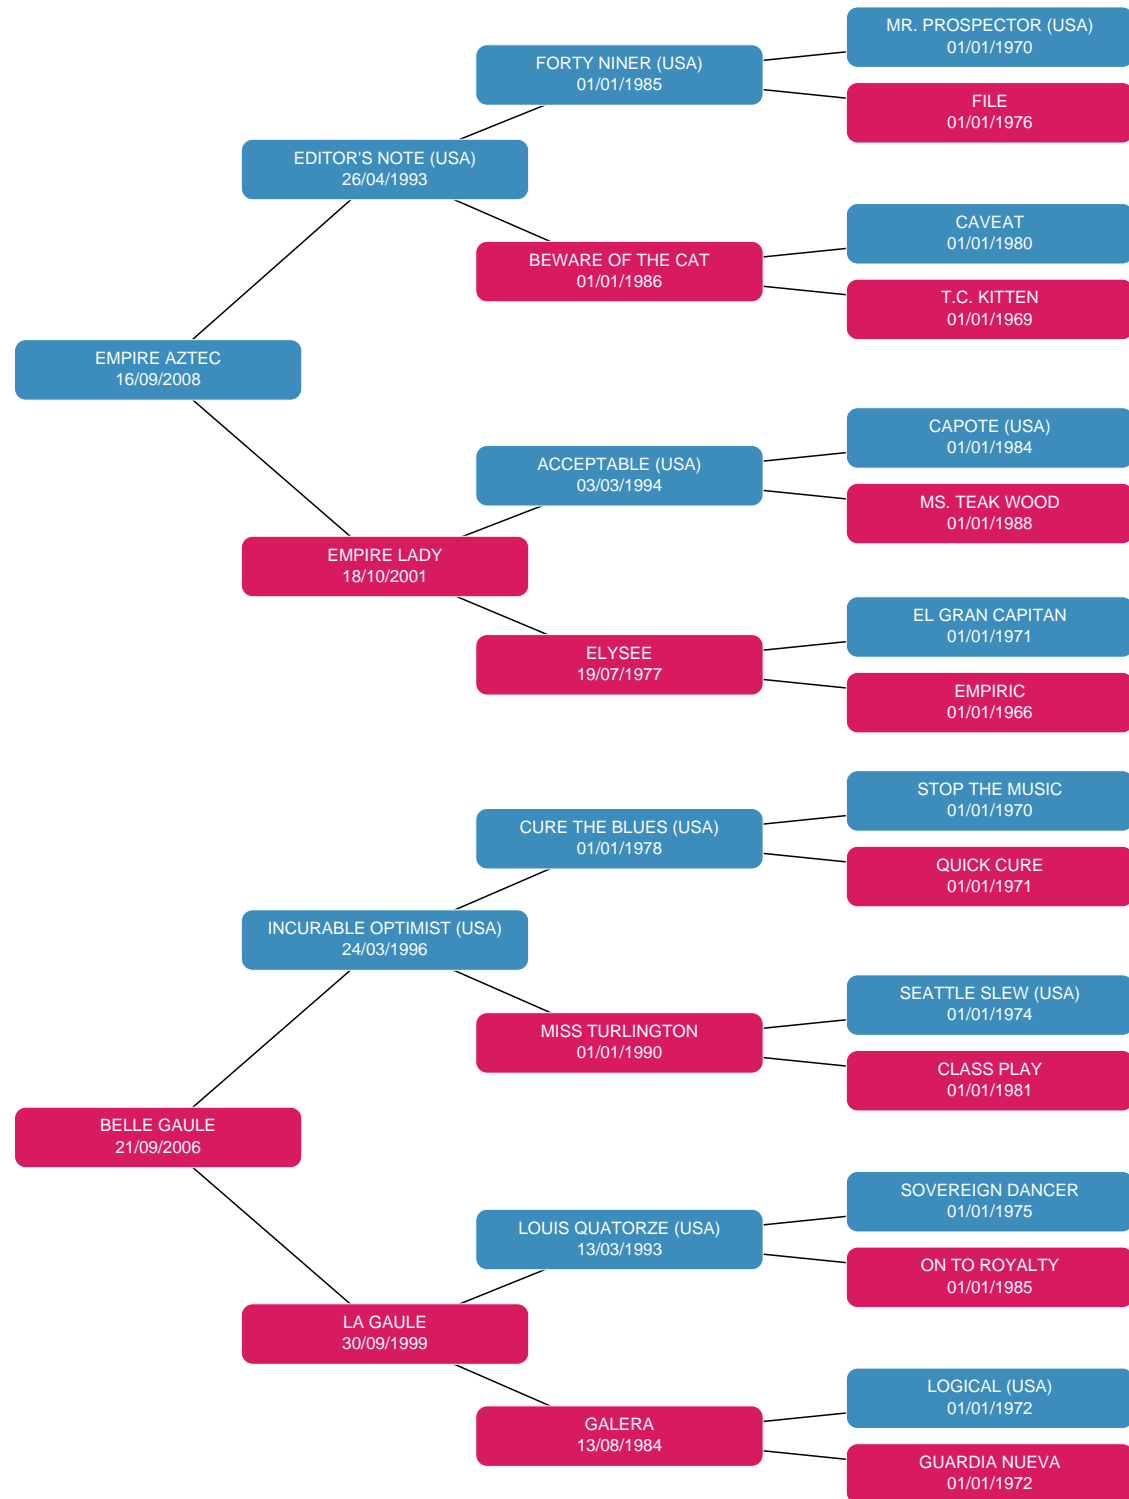 MR. PROSPECTOR (USA)
01/01/1970
FORTY NINER (USA)
01/01/1985
FILE
01/01/1976
EDITOR'S NOTE (USA)
26/04/1993
CAVEAT
01/01/1980
BEWARE OF THE CAT
01/01/1986
T.C. KITTEN
01/01/1969
EMPIRE AZTEC
16/09/2008
CAPOTE (USA)
01/01/1984
ACCEPTABLE (USA)
03/03/1994
MS. TEAK WOOD
01/01/1988
EMPIRE LADY
18/10/2001
EL GRAN CAPITAN
01/01/1971
ELYSEE
19/07/1977
EMPIRIC
01/01/1966
STOP THE MUSIC
01/01/1970
CURE THE BLUES (USA)
01/01/1978
QUICK CURE
01/01/1971
INCURABLE OPTIMIST (USA)
24/03/1996
SEATTLE SLEW (USA)
01/01/1974
MISS TURLINGTON
01/01/1990
CLASS PLAY
01/01/1981
BELLE GAULE
21/09/2006
SOVEREIGN DANCER
01/01/1975
LOUIS QUATORZE (USA)
13/03/1993
ON TO ROYALTY
01/01/1985
LA GAULE
30/09/1999
LOGICAL (USA)
01/01/1972
GALERA
13/08/1984
GUARDIA NUEVA
01/01/1972